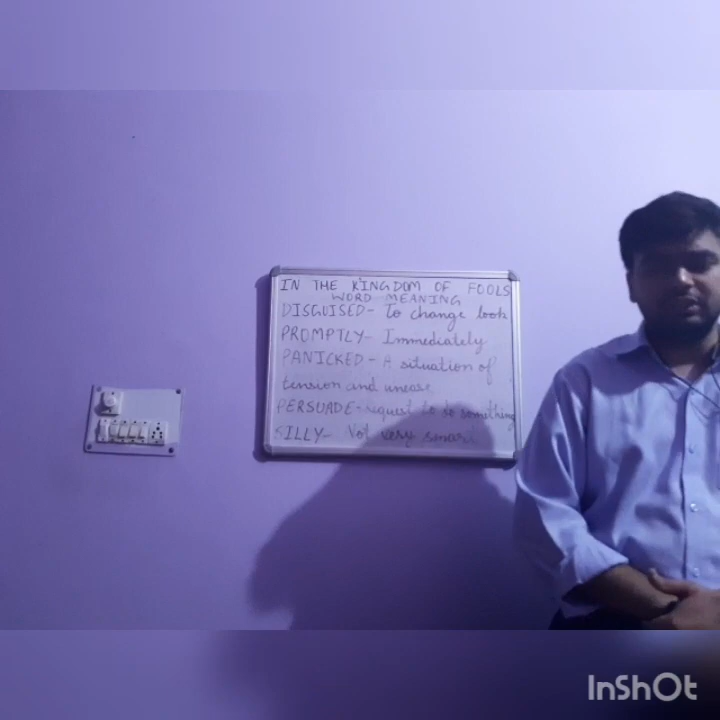 IN THE KINGDOM OF FOOLS
WORD MEANING
DISGUISED- To change look
PROMPTLY- Immediately
PANICKED - A situation of
tension and unease
PERSUADE-request to do something
SILLY- Not very smart
InShOt